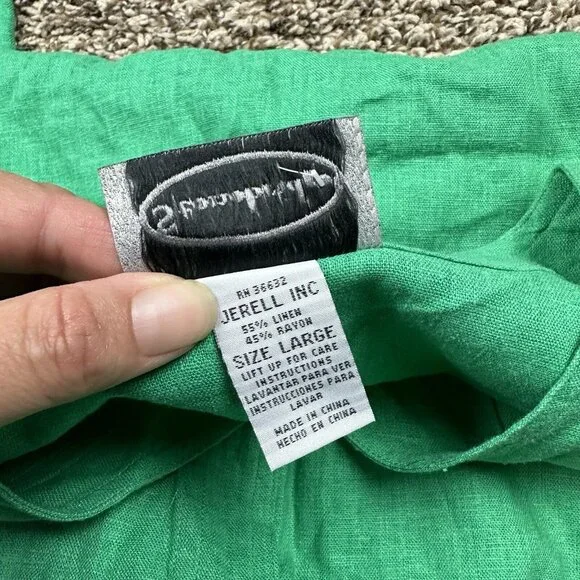 RN 36632
JERELL INC
55% LINEN
45% RAYON
SIZE LARGE
LIFT UP FOR CARE
INSTRUCTIONS
LAVANTAR PARA VER
INSTRUCCIONES PARA
LAVAR
MADE IN CHINA
HECHO EN CHINA